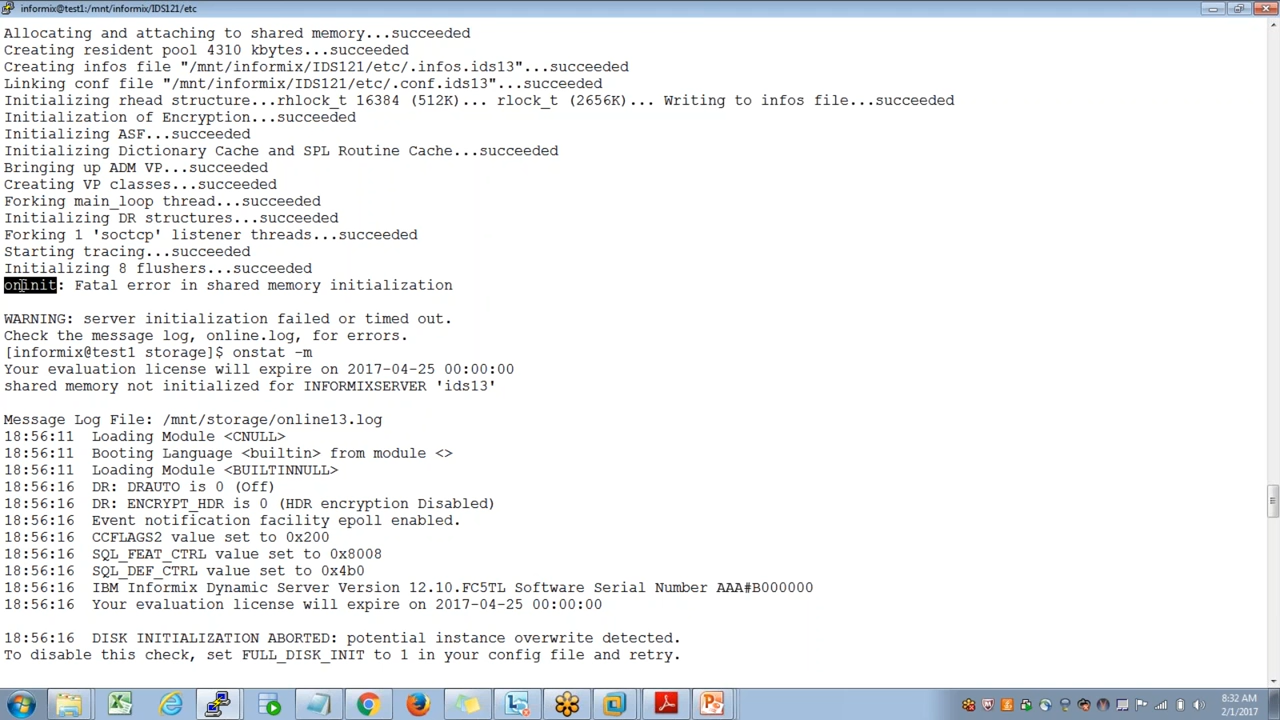 informix@test1:/mnt/informix/IDS121/etc
Allocating and attaching to shared memory...succeeded
Creating resident pool 4310 kbytes...succeeded
Creating infos file "/mnt/informix/IDS121/etc/.infos.ids13"...succeeded
Linking conf file "/mnt/informix/IDS121/etc/.conf.ids13"...succeeded
Initializing rhead structure...rhlock_t 16384 (512K)... rlock_t (2656K)... Writing to infos file...succeeded
Initialization of Encryption...succeeded
Initializing ASF...succeeded
Initializing Dictionary Cache and SPL Routine Cache...succeeded
Bringing up ADM VP...succeeded
Creating VP classes...succeeded
Forking main_loop thread...succeeded
Initializing DR structures...succeeded
Forking 1 'soctcp' listener threads...succeeded
Starting tracing...succeeded
Initializing 8 flushers...succeeded
oninit: Fatal error in shared memory initialization
WARNING: server initialization failed or timed out.
Check the message log, online.log, for errors.
[informix@test1 storage]$ onstat -m
Your evaluation license will expire on 2017-04-25 00:00:00
shared memory not initialized for INFORMIXSERVER 'ids13'
Message Log File: /mnt/storage/online13.log
18:56:11  Loading Module <CNULL>
18:56:11  Booting Language <builtin> from module <>
18:56:11  Loading Module <BUILTINNULL>
18:56:16  DR: DRAUTO is 0 (Off)
18:56:16  DR: ENCRYPT_HDR is 0 (HDR encryption Disabled)
18:56:16  Event notification facility epoll enabled.
18:56:16  CCFLAGS2 value set to 0x200
18:56:16  SQL_FEAT_CTRL value set to 0x8008
18:56:16  SQL_DEF_CTRL value set to 0x4b0
18:56:16  IBM Informix Dynamic Server Version 12.10.FC5TL Software Serial Number AAA#B000000
18:56:16  Your evaluation license will expire on 2017-04-25 00:00:00
18:56:16  DISK INITIALIZATION ABORTED: potential instance overwrite detected.
To disable this check, set FULL_DISK_INIT to 1 in your config file and retry.
8:32 AM
2/1/2017